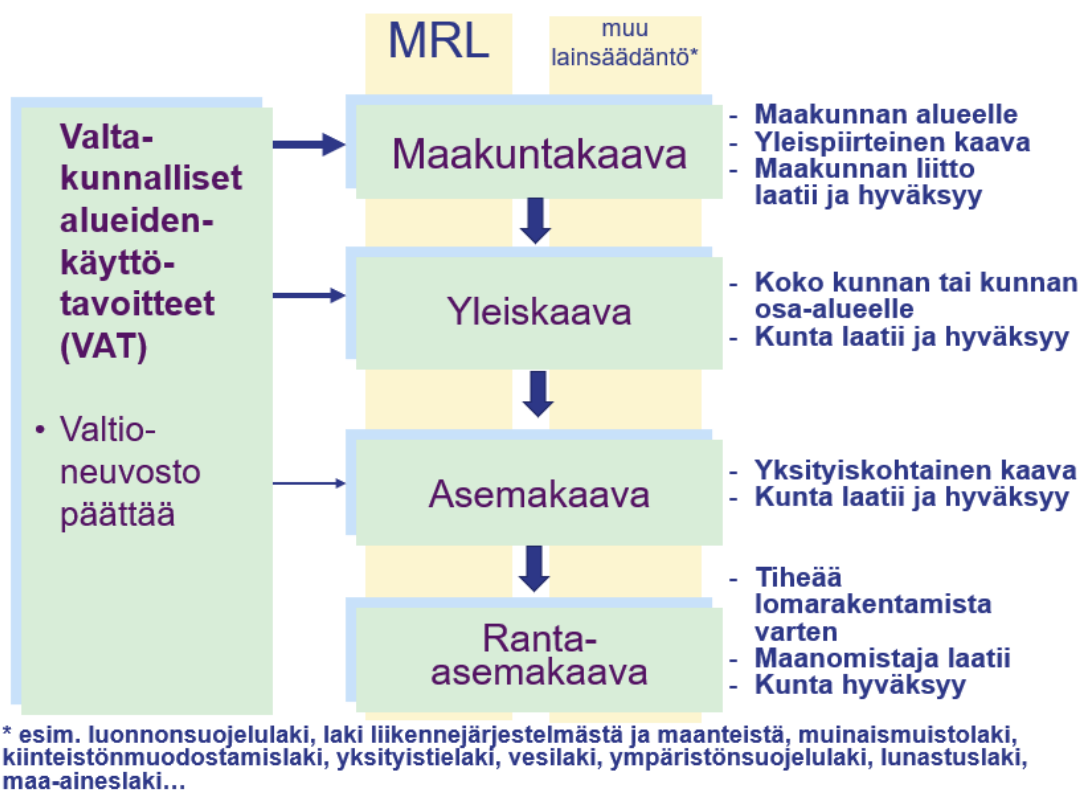 MRL
muu
lainsäädäntö*
Valta-
kunnalliset
alueiden-
käyttö-
tavoitteet
(VAT)
• Valtio-
neuvosto
päättää
Maakuntakaava
- Maakunnan alueelle
- Yleispiirteinen kaava
- Maakunnan liitto
laatii ja hyväksyy
Yleiskaava
- Koko kunnan tai kunnan
osa-alueelle
- Kunta laatii ja hyväksyy
Asemakaava
- Yksityiskohtainen kaava
- Kunta laatii ja hyväksyy
Ranta-
asemakaava
- Tiheää
lomarakentamista
varten
- Maanomistaja laatii
- Kunta hyväksyy
* esim. luonnonsuojelulaki, laki liikennejärjestelmästä ja maanteistä, muinaismuistolaki,
kiinteistönmuodostamislaki, yksityistielaki, vesilaki, ympäristönsuojelulaki, lunastuslaki,
maa-aineslaki...